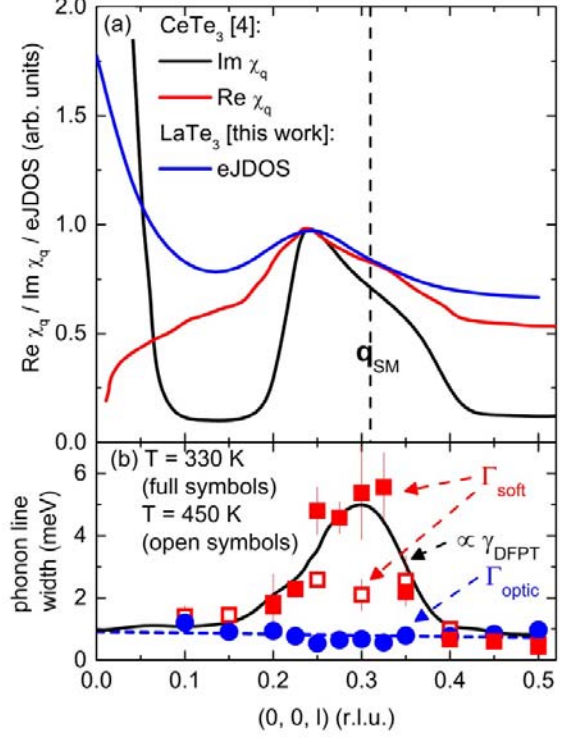 (a)
CeTe₃ [4]:
Im χq
Re χq
LaTe₃ [this work]:
eJDOS
qSM
Re χq / Im χq / eJDOS (arb. units)
2.0
1.5
1.0
0.5
0.0
(b) T = 330 K
(full symbols)
T = 450 K
(open symbols)
Γsoft
∝ γDFPT
Γoptic
phonon line
width (meV)
6
4
2
0
0.0 0.1 0.2 0.3 0.4 0.5
(0, 0, l) (r.l.u.)